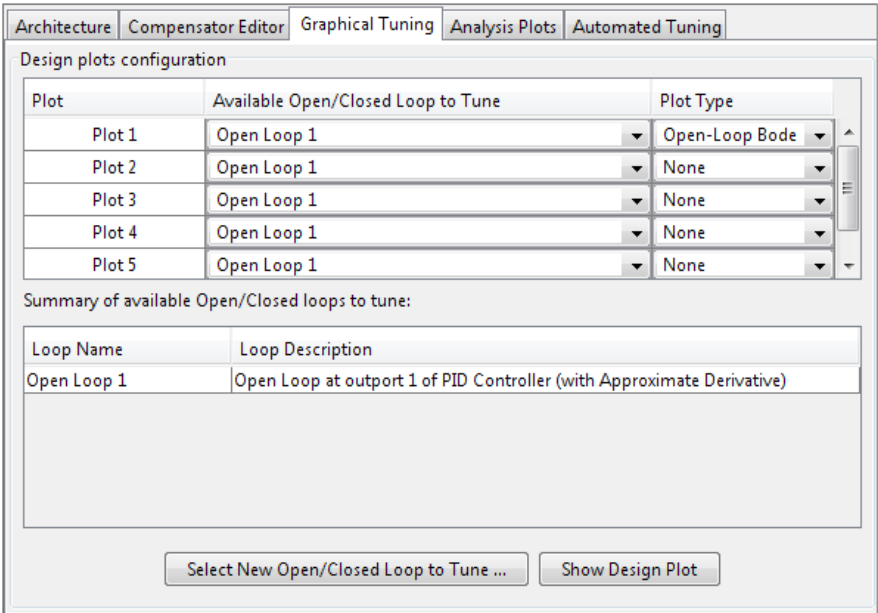 Architecture Compensator Editor Graphical Tuning Analysis Plots Automated Tuning
Design plots configuration
Plot Available Open/Closed Loop to Tune Plot Type
Plot 1 Open Loop 1 Open-Loop Bode
Plot 2 Open Loop 1 None
Plot 3 Open Loop 1 None
Plot 4 Open Loop 1 None
Plot 5 Open Loop 1 None
Summary of available Open/Closed loops to tune:
Loop Name Loop Description
Open Loop 1 Open Loop at outport 1 of PID Controller (with Approximate Derivative)
Select New Open/Closed Loop to Tune ... Show Design Plot